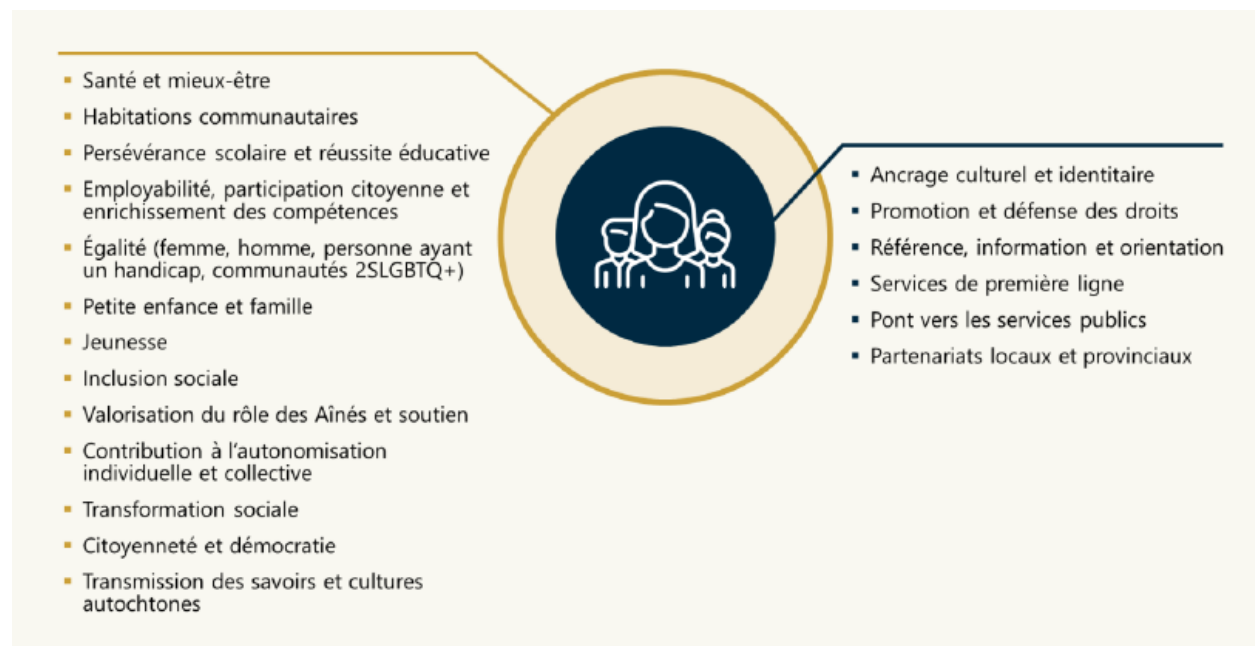 ▪ Santé et mieux-être
▪ Habitations communautaires
▪ Persévérance scolaire et réussite éducative
▪ Employabilité, participation citoyenne et
enrichissement des compétences
▪ Égalité (femme, homme, personne ayant
un handicap, communautés 2SLGBTQ+)
▪ Petite enfance et famille
▪ Jeunesse
▪ Inclusion sociale
▪ Valorisation du rôle des Aînés et soutien
▪ Contribution à l'autonomisation
individuelle et collective
▪ Transformation sociale
▪ Citoyenneté et démocratie
▪ Transmission des savoirs et cultures
autochtones
▪ Ancrage culturel et identitaire
▪ Promotion et défense des droits
▪ Référence, information et orientation
▪ Services de première ligne
▪ Pont vers les services publics
▪ Partenariats locaux et provinciaux